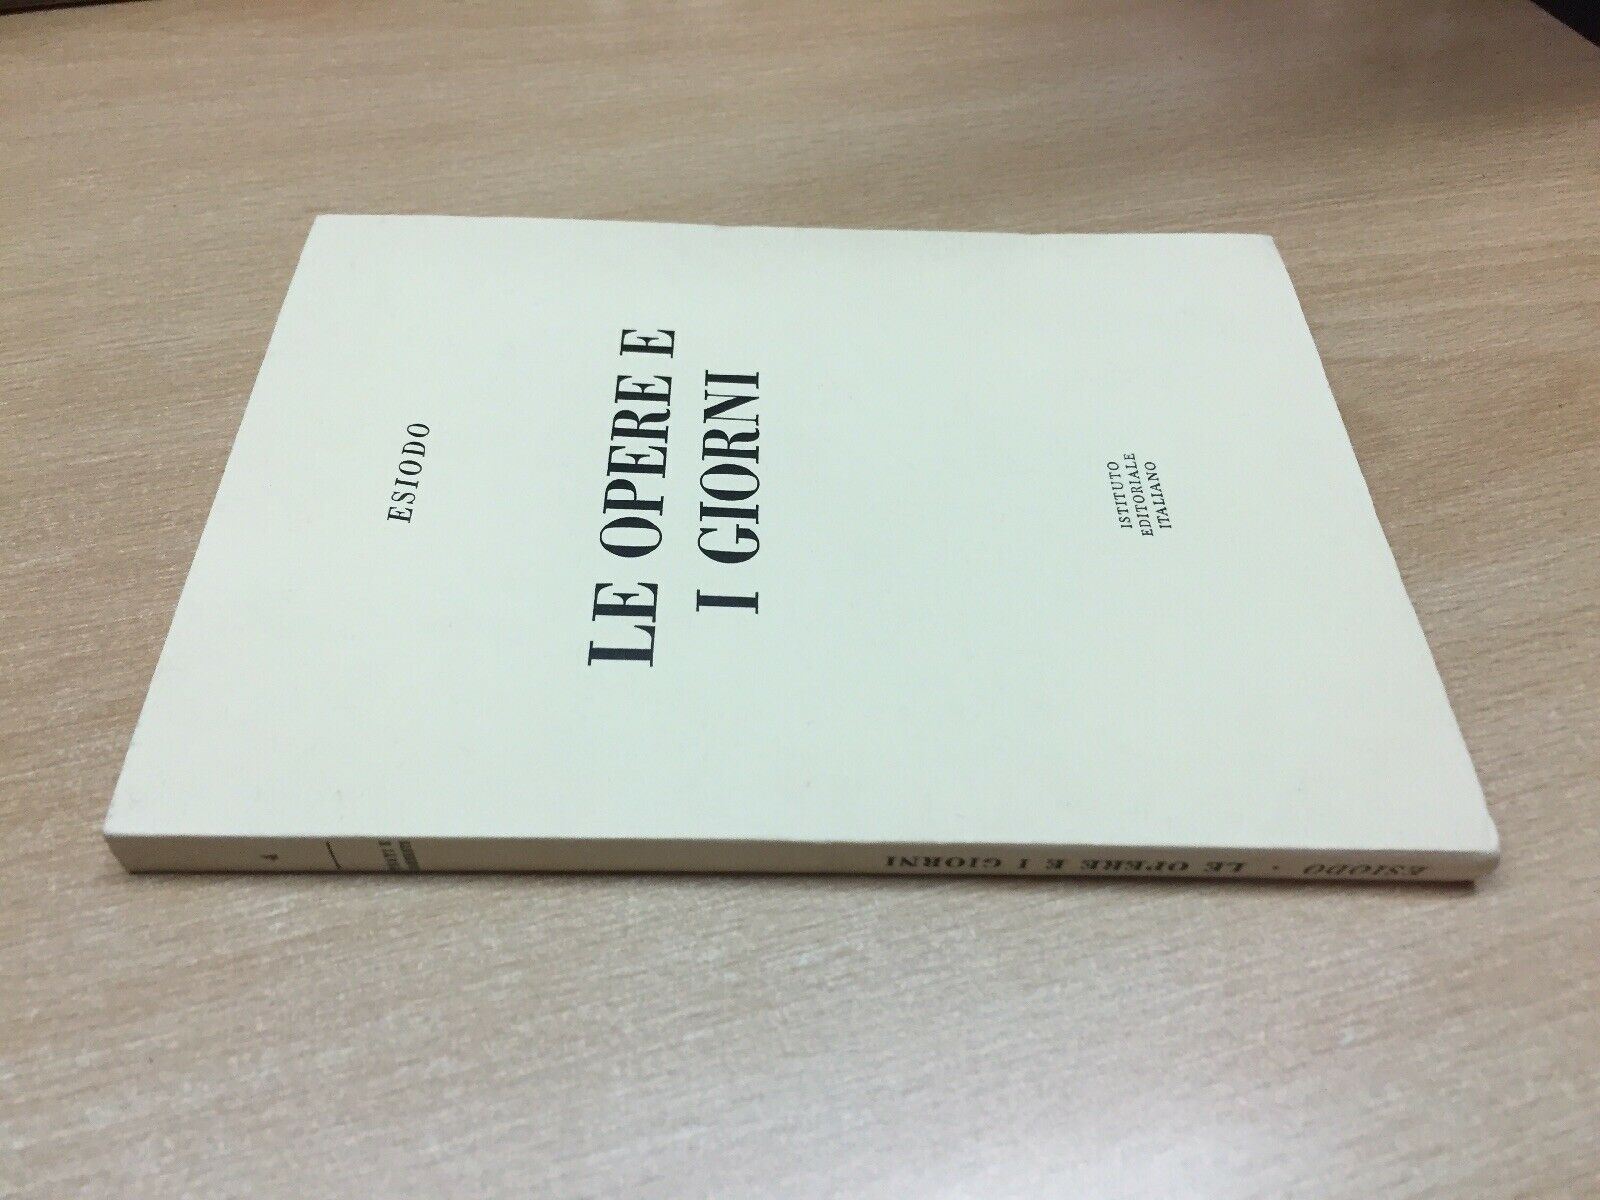 ESIODO
LE OPERE E
I GIORNI
ISTITUTO
EDITORIALE
ITALIANO
ESIODO · LE OPERE E I GIORNI
4